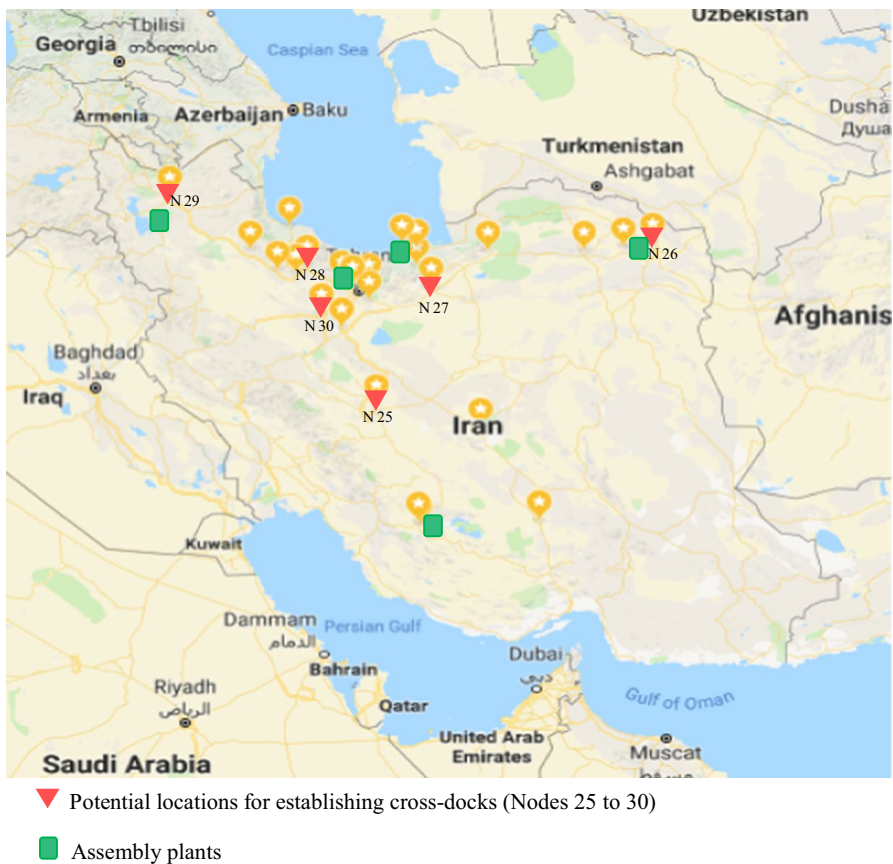 Uzbekistan
Tbilisi
Georgia
თბილისი
Caspian Sea
Armenia
Azerbaijan
Baku
Dusha
Душа
Turkmenistan
Ashgabat
N 29
N 26
N 28
N 27
N 30
Afghanis
Baghdad
بغداد
Iraq
N 25
Iran
Kuwait
Dammam
الدمام
Persian Gulf
Bahrain
Dubai
دبي
Riyadh
الرياض
Qatar
Gulf of Oman
United Arab
Emirates
Muscat
Saudi Arabia
Potential locations for establishing cross-docks (Nodes 25 to 30)
Assembly plants